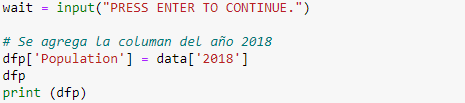 wait = input("PRESS ENTER TO CONTINUE.")
# Se agrega la columan del año 2018
dfp['Population'] = data['2018']
dfp
print (dfp)